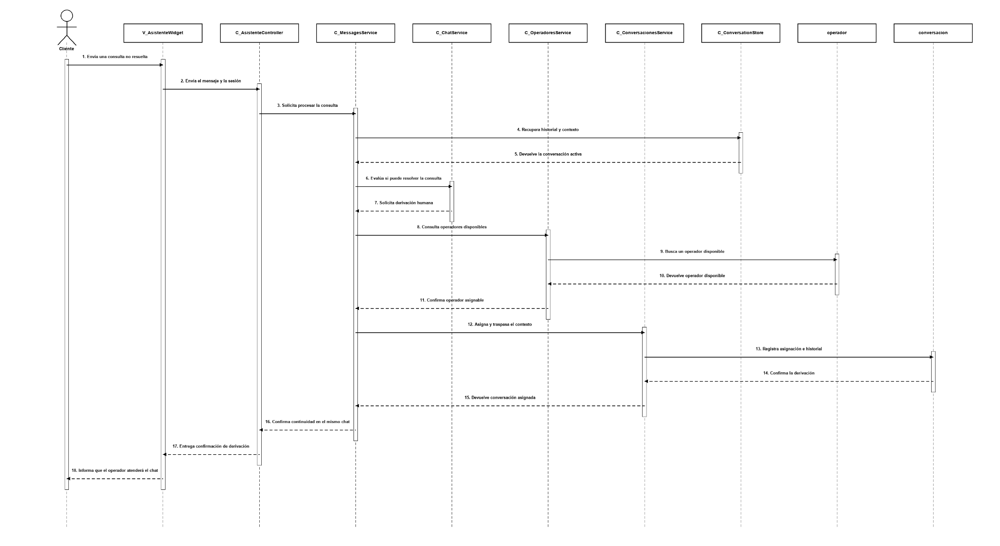 V_AsistenteWidget
C_AsistenteController
C_MessagesService
C_ChatService
C_OperadoresService
C_ConversacionesService
C_ConversationStore
operador
conversacion
Cliente
1. Envía una consulta no resuelta
2. Envía el mensaje y la sesión
3. Solicita procesar la consulta
4. Recupera historial y contexto
5. Devuelve la conversación activa
6. Evalúa si puede resolver la consulta
7. Solicita derivación humana
8. Consulta operadores disponibles
9. Busca un operador disponible
10. Devuelve operador disponible
11. Confirma operador asignable
12. Asigna y traspasa el contexto
13. Registra asignación e historial
14. Confirma la derivación
15. Devuelve conversación asignada
16. Confirma continuidad en el mismo chat
17. Entrega confirmación de derivación
18. Informa que el operador atenderá el chat